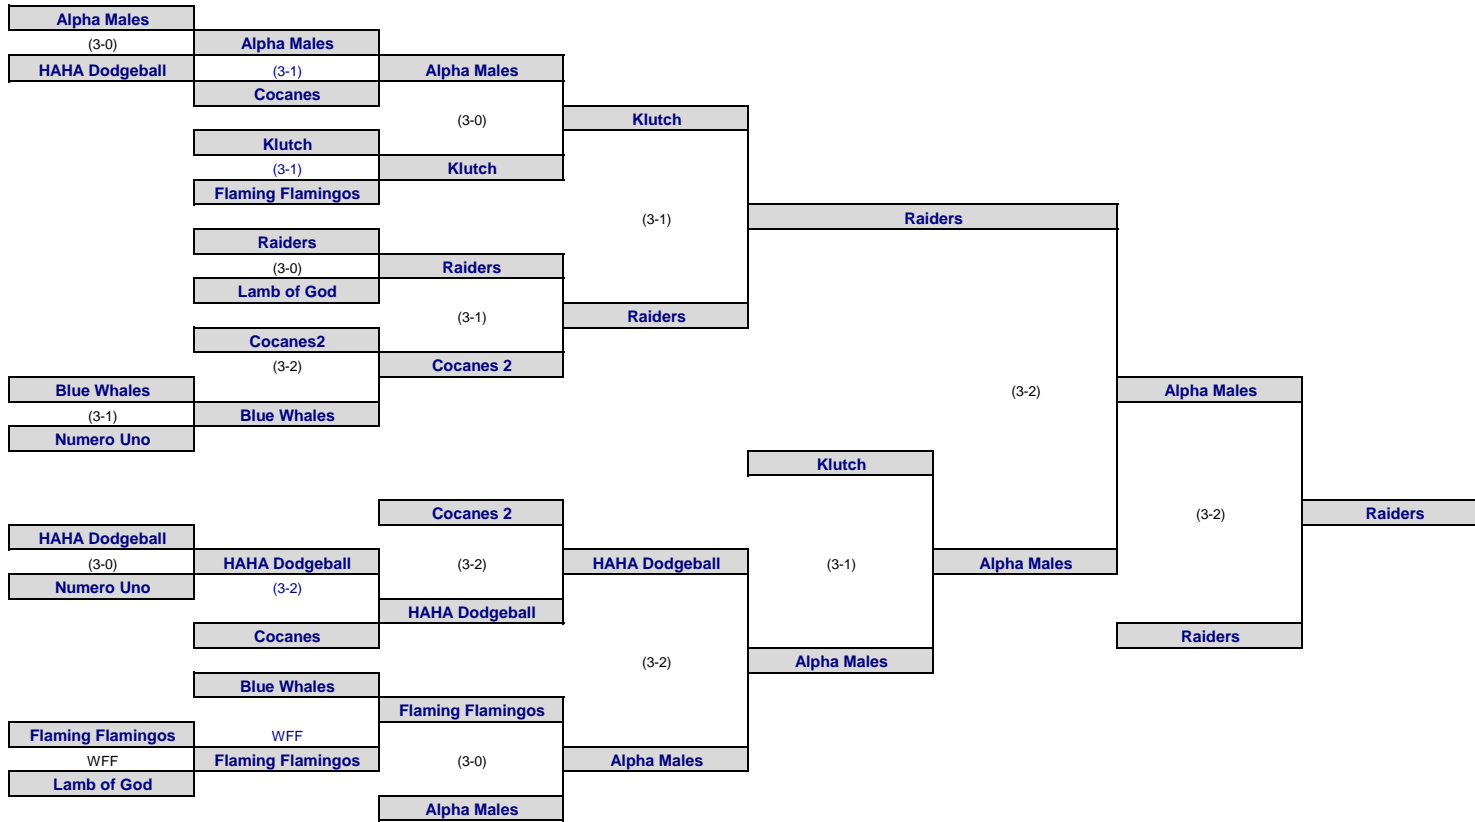 Alpha Males
(3-0)
Alpha Males
HAHA Dodgeball
(3-1)
Alpha Males
Cocanes
(3-0)
Klutch
Klutch
(3-1)
Klutch
Flaming Flamingos
(3-1)
Raiders
Raiders
(3-0)
Raiders
Lamb of God
(3-1)
Raiders
Cocanes2
(3-2)
Cocanes 2
Blue Whales
(3-2)
Alpha Males
(3-1)
Blue Whales
Numero Uno
Klutch
Cocanes 2
(3-2)
Raiders
HAHA Dodgeball
(3-0)
HAHA Dodgeball
(3-2)
HAHA Dodgeball
(3-1)
Alpha Males
Numero Uno
(3-2)
HAHA Dodgeball
Cocanes
Raiders
(3-2)
Alpha Males
Blue Whales
Flaming Flamingos
Flaming Flamingos
WFF
WFF
Flaming Flamingos
(3-0)
Alpha Males
Lamb of God
Alpha Males